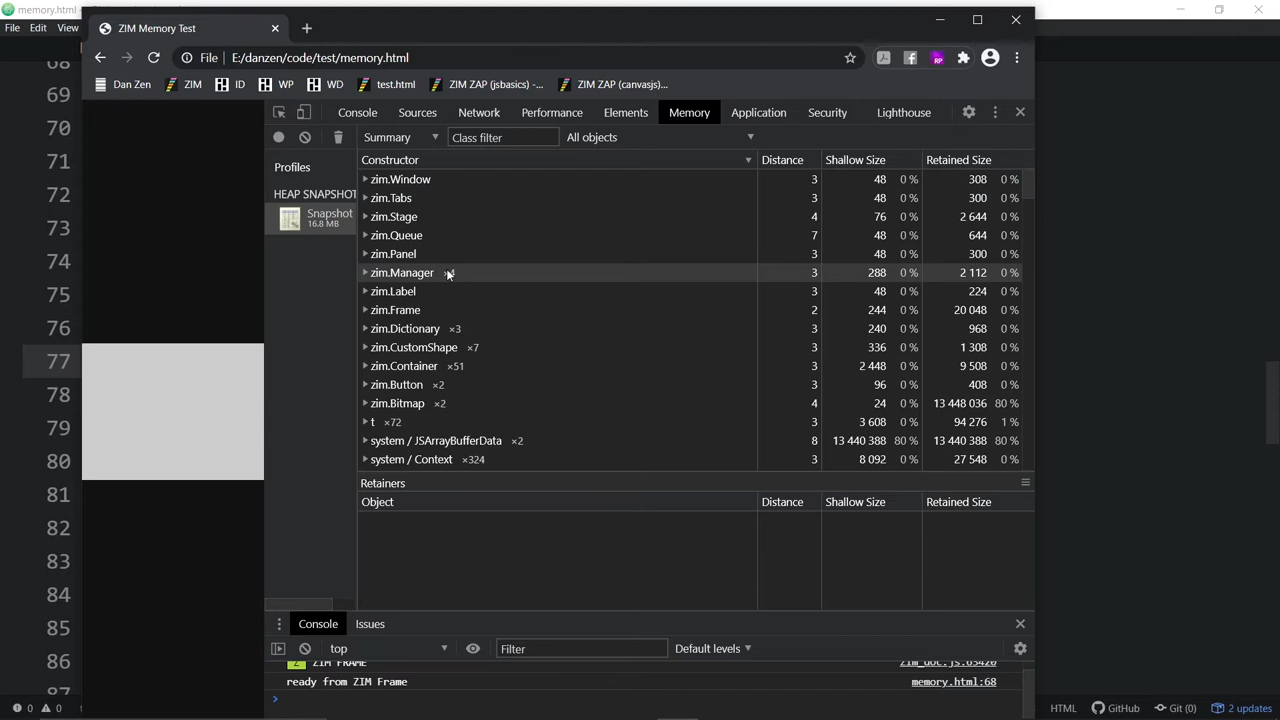 memory.html
File Edit View
ZIM Memory Test
File E:/danzen/code/test/memory.html
Dan Zen ZIM ID WP WD test.html ZIM ZAP (jsbasics) -... ZIM ZAP (canvasjs)...
Console Sources Network Performance Elements Memory Application Security Lighthouse
Summary Class filter All objects
Profiles
HEAP SNAPSHOT
Snapshot
16.8 MB
Constructor Distance Shallow Size Retained Size
zim.Window 3 48 0 % 308 0 %
zim.Tabs 3 48 0 % 300 0 %
zim.Stage 4 76 0 % 2 644 0 %
zim.Queue 7 48 0 % 644 0 %
zim.Panel 3 48 0 % 300 0 %
zim.Manager 3 288 0 % 2 112 0 %
zim.Label 3 48 0 % 224 0 %
zim.Frame 2 244 0 % 20 048 0 %
zim.Dictionary ×3 3 240 0 % 968 0 %
zim.CustomShape ×7 3 336 0 % 1 308 0 %
zim.Container ×51 3 2 448 0 % 9 508 0 %
zim.Button ×2 3 96 0 % 408 0 %
zim.Bitmap ×2 4 24 0 % 13 448 036 80 %
t ×72 3 3 608 0 % 94 276 1 %
system / JSArrayBufferData ×2 8 13 440 388 80 % 13 440 388 80 %
system / Context ×324 3 8 092 0 % 27 548 0 %
Retainers
Object Distance Shallow Size Retained Size
Console Issues
top Filter Default levels
Z ZIM FRAME zim_doc.js:65420
ready from ZIM Frame memory.html:68
69
70
71
72
73
74
75
76
77
78
79
80
81
82
83
84
85
86
87
0 0 HTML GitHub Git (0) 2 updates